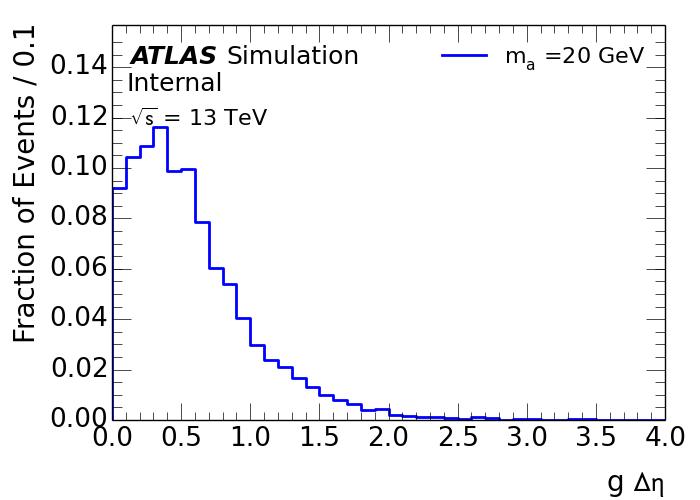 ATLAS Simulation
Internal
√s = 13 TeV
mₐ =20 GeV
Fraction of Events / 0.1
0.14
0.12
0.10
0.08
0.06
0.04
0.02
0.00
0.0 0.5 1.0 1.5 2.0 2.5 3.0 3.5 4.0
g Δη